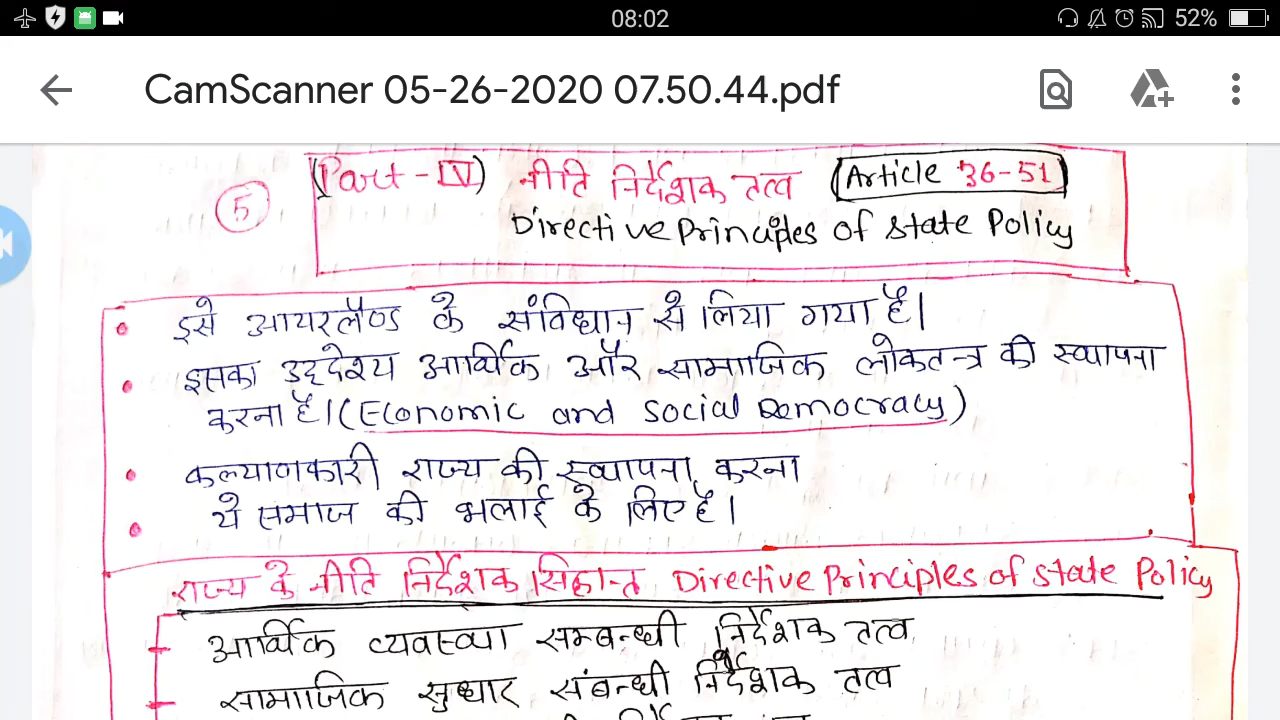 08:02
52%
CamScanner 05-26-2020 07.50.44.pdf
(Part-IV) नीति निर्देशक तत्व (Article 36-51)
5
Directive Principles of State Policy
इसे आयरलैण्ड के संविधान से लिया गया है।
इसका उद्देश्य आर्थिक और सामाजिक लोकतन्त्र की स्थापना
करना है। (Economic and Social Democracy)
कल्याणकारी राज्य की स्थापना करना
ये समाज की भलाई के लिए है।
राज्य के नीति निर्देशक सिद्धान्त Directive Principles of State Policy
आर्थिक व्यवस्था सम्बन्धी निर्देशक तत्व
सामाजिक सुधार संबन्धी निर्देशक तत्व